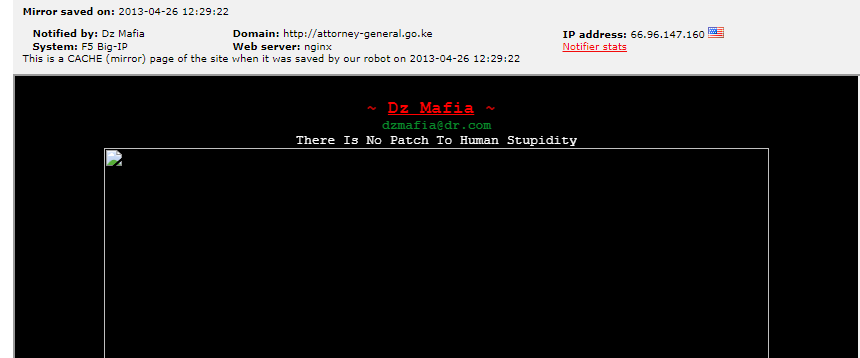 Mirror saved on: 2013-04-26 12:29:22
Notified by: Dz Mafia Domain: http://attorney-general.go.ke IP address: 66.96.147.160
System: F5 Big-IP Web server: nginx Notifier stats
This is a CACHE (mirror) page of the site when it was saved by our robot on 2013-04-26 12:29:22
~ Dz Mafia ~
dzmafia@dr.com
There Is No Patch To Human Stupidity